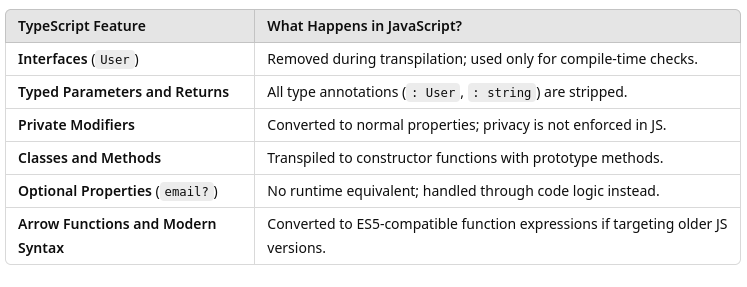 TypeScript Feature What Happens in JavaScript?
Interfaces ( User ) Removed during transpilation; used only for compile-time checks.
Typed Parameters and Returns All type annotations ( : User , : string ) are stripped.
Private Modifiers Converted to normal properties; privacy is not enforced in JS.
Classes and Methods Transpiled to constructor functions with prototype methods.
Optional Properties ( email? ) No runtime equivalent; handled through code logic instead.
Arrow Functions and Modern Converted to ES5-compatible function expressions if targeting older JS
Syntax versions.